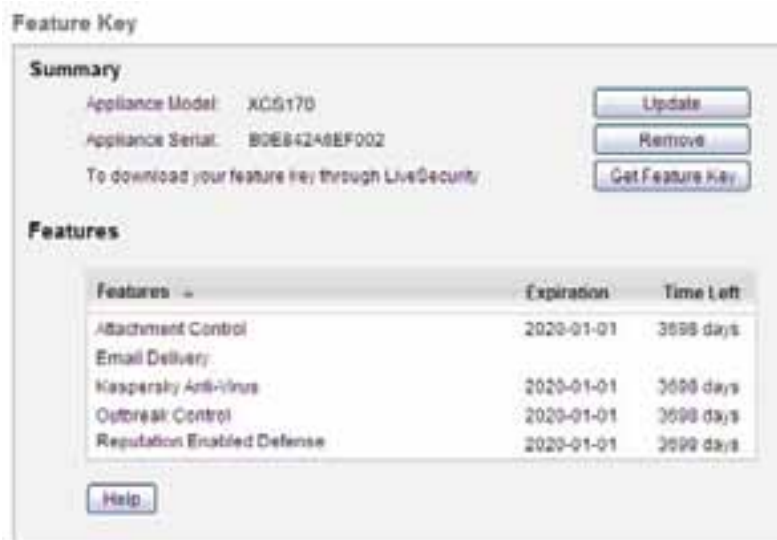 Feature Key
Summary
Appliance Model: XCS170
Update
Appliance Serial:
Remove
To download your feature key through LiveSecurity
Get Feature Key
Features
Features Expiration Time Left
Attachment Control 2020-01-01 3698 days
Email Delivery
Kaspersky Anti-Virus 2020-01-01 3698 days
Outbreak Control 2020-01-01 3698 days
Reputation Enabled Defense 2020-01-01 3698 days
Help